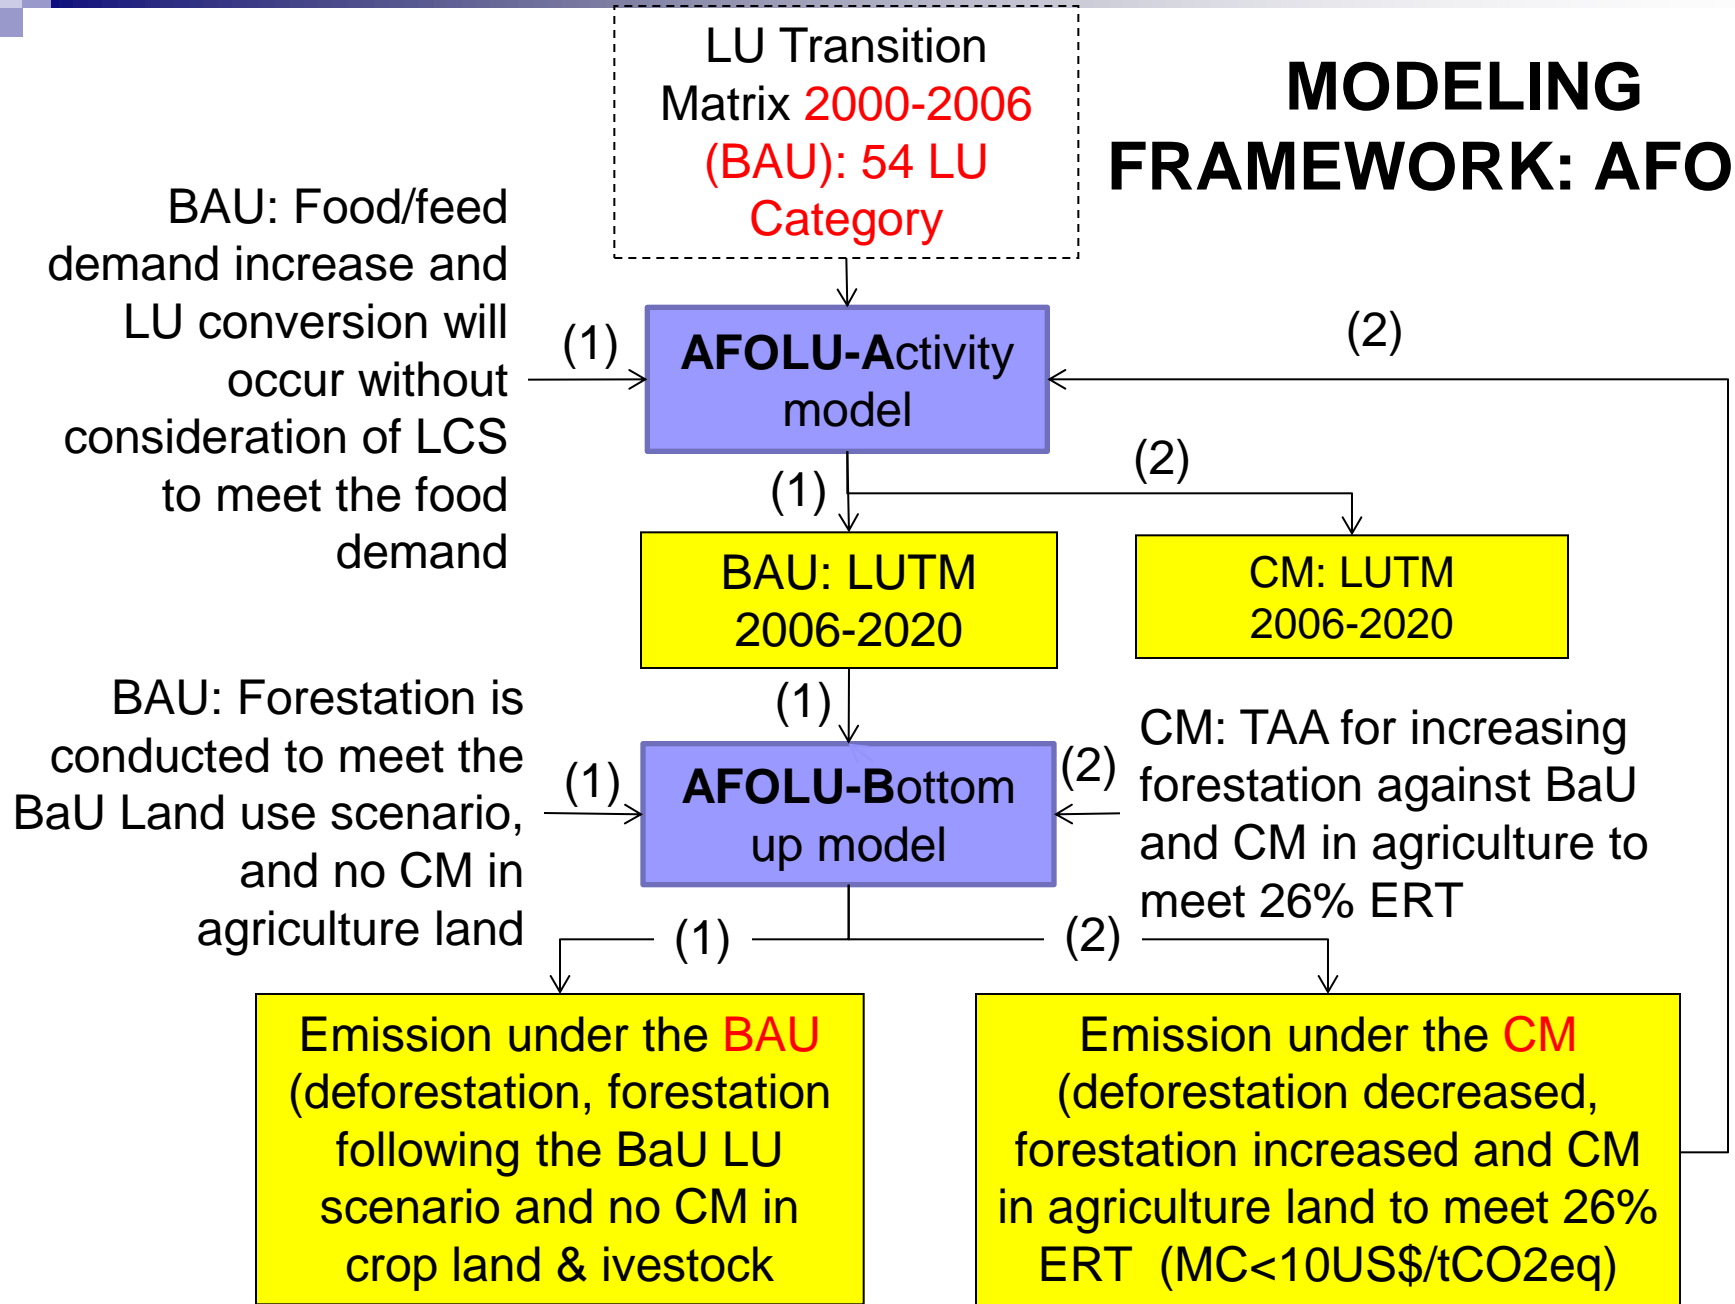 LU Transition
Matrix 2000-2006
(BAU): 54 LU
Category
MODELING
FRAMEWORK: AFO
BAU: Food/feed
demand increase and
LU conversion will
occur without
consideration of LCS
to meet the food
demand
(1)
AFOLU-Activity
model
(2)
(1)
(2)
BAU: LUTM
2006-2020
CM: LUTM
2006-2020
(1)
BAU: Forestation is
conducted to meet the
BaU Land use scenario,
and no CM in
agriculture land
(1)
AFOLU-Bottom
up model
(2)
CM: TAA for increasing
forestation against BaU
and CM in agriculture to
meet 26% ERT
(1)
(2)
Emission under the BAU
(deforestation, forestation
following the BaU LU
scenario and no CM in
crop land & ivestock
Emission under the CM
(deforestation decreased,
forestation increased and CM
in agriculture land to meet 26%
ERT  (MC<10US$/tCO2eq)